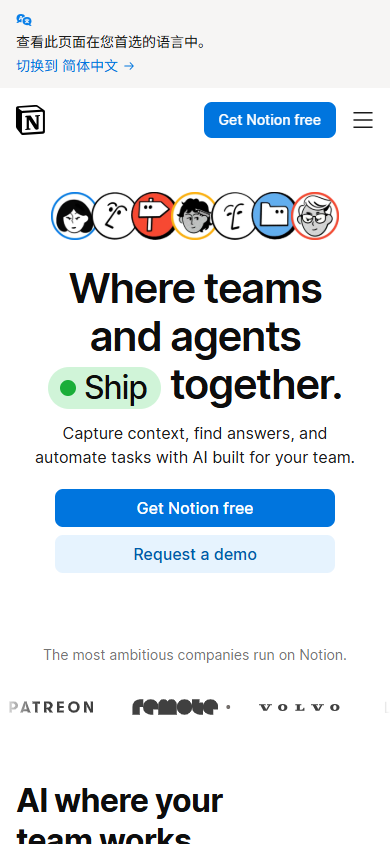 查看此页面在您首选的语言中。
切换到 简体中文 →
N
Get Notion free
Where teams
and agents
Ship together.
Capture context, find answers, and
automate tasks with AI built for your team.
Get Notion free
Request a demo
The most ambitious companies run on Notion.
PATREON remote VOLVO
AI where your
team works